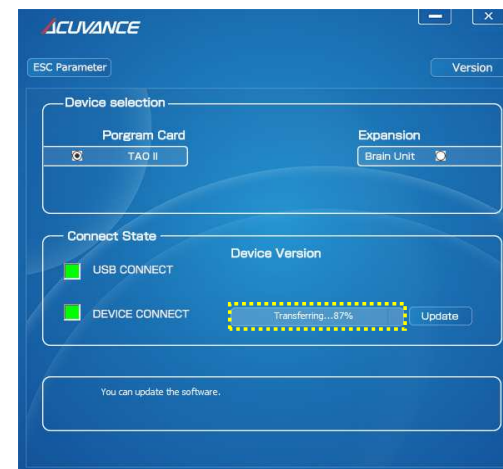 ACUVANCE
ESC Parameter
Version
Device selection
Porgram Card
Expansion
TAO II
Brain Unit
Connect State
Device Version
USB CONNECT
DEVICE CONNECT
Transferring...87%
Update
You can update the software.